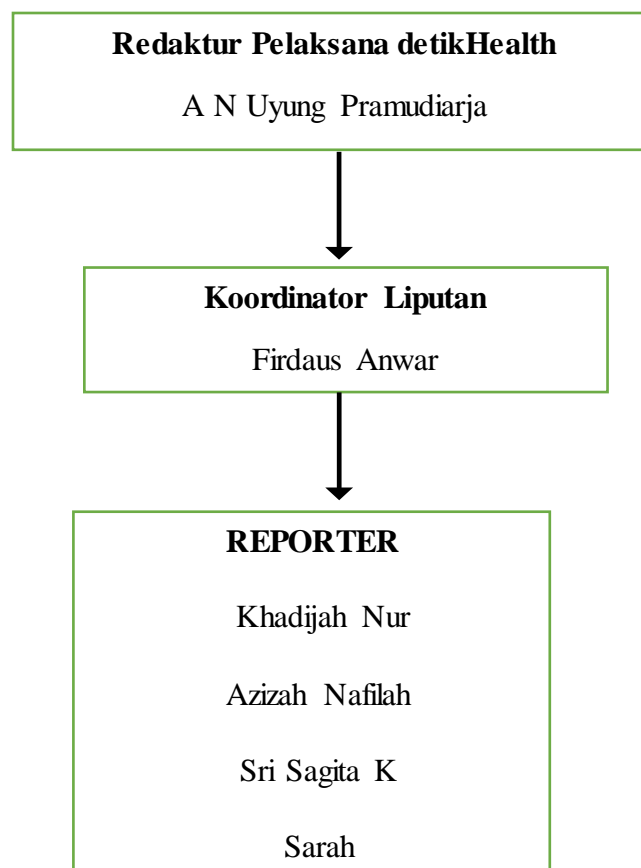 Redaktur Pelaksana detikHealth
A N Uyung Pramudiarja
Koordinator Liputan
Firdaus Anwar
REPORTER
Khadijah Nur
Azizah Nafilah
Sri Sagita K
Sarah